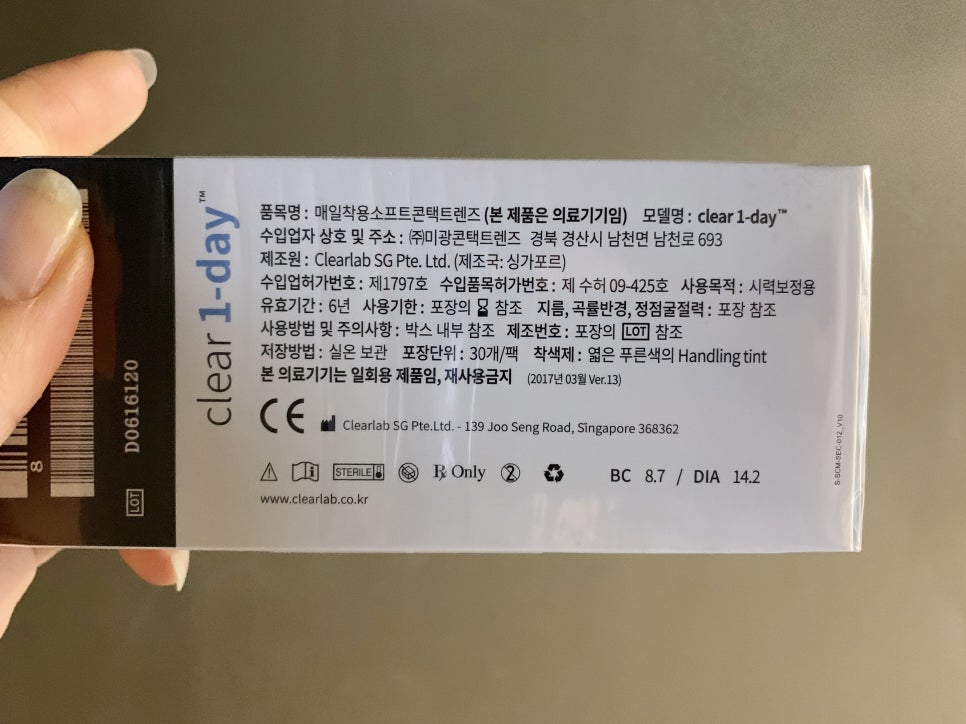 clear 1-day™
품목명 : 매일착용소프트콘택트렌즈 (본 제품은 의료기기임) 모델명 : clear 1-day™
수입업자 상호 및 주소 : ㈜미광콘택트렌즈 경북 경산시 남천면 남천로 693
제조원 : Clearlab SG Pte. Ltd. (제조국: 싱가포르)
수입업허가번호 : 제1797호 수입품목허가번호 : 제 수허 09-425호 사용목적 : 시력보정용
유효기간 : 6년 사용기한 : 포장의 참조 지름, 곡률반경, 정점굴절력 : 포장 참조
사용방법 및 주의사항 : 박스 내부 참조 제조번호 : 포장의 LOT 참조
저장방법 : 실온 보관 포장단위 : 30개/팩 착색제 : 엷은 푸른색의 Handling tint
본 의료기기는 일회용 제품임, 재사용금지 (2017년 03월 Ver.13)
CE Clearlab SG Pte.Ltd. - 139 Joo Seng Road, Singapore 368362
STERILE Rx Only 2 BC 8.7 / DIA 14.2
www.clearlab.co.kr
S-SCM-SEC-012_V10
LOT D0616120
8